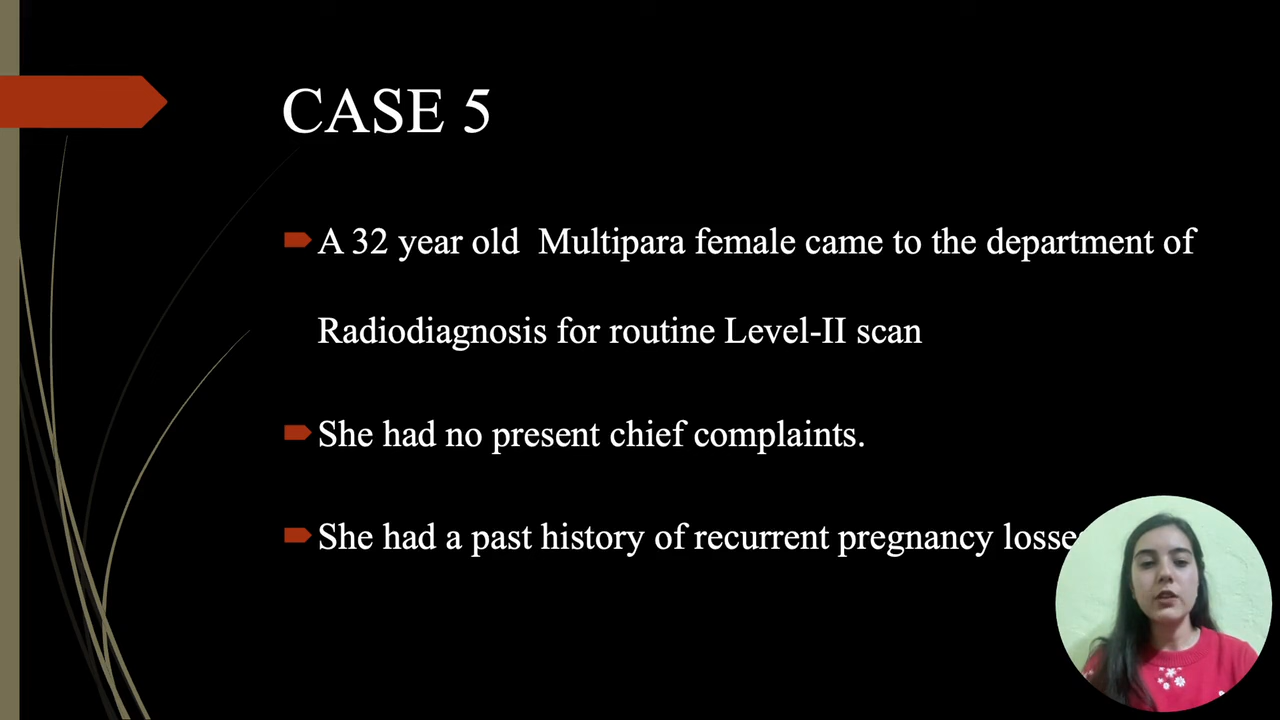 CASE 5
A 32 year old Multipara female came to the department of
Radiodiagnosis for routine Level-II scan
She had no present chief complaints.
She had a past history of recurrent pregnancy